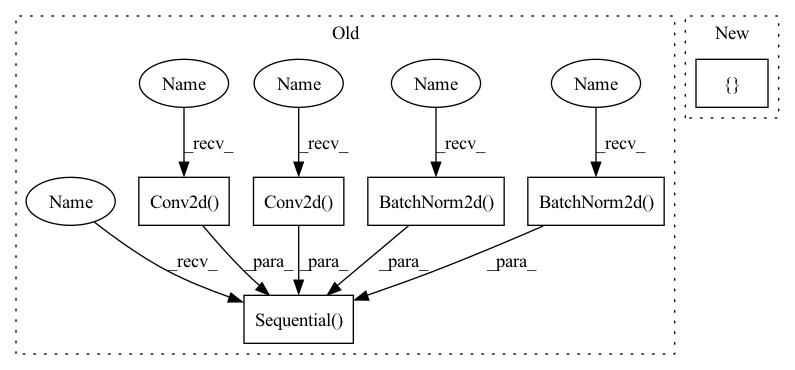 Old
New
Name
Name
Name
Name
{}
_recv_
_recv_
_recv_
_recv_
Name
Conv2d()
Conv2d()
BatchNorm2d()
BatchNorm2d()
_recv_
_para_
_para_
_para_
_para_
Sequential()